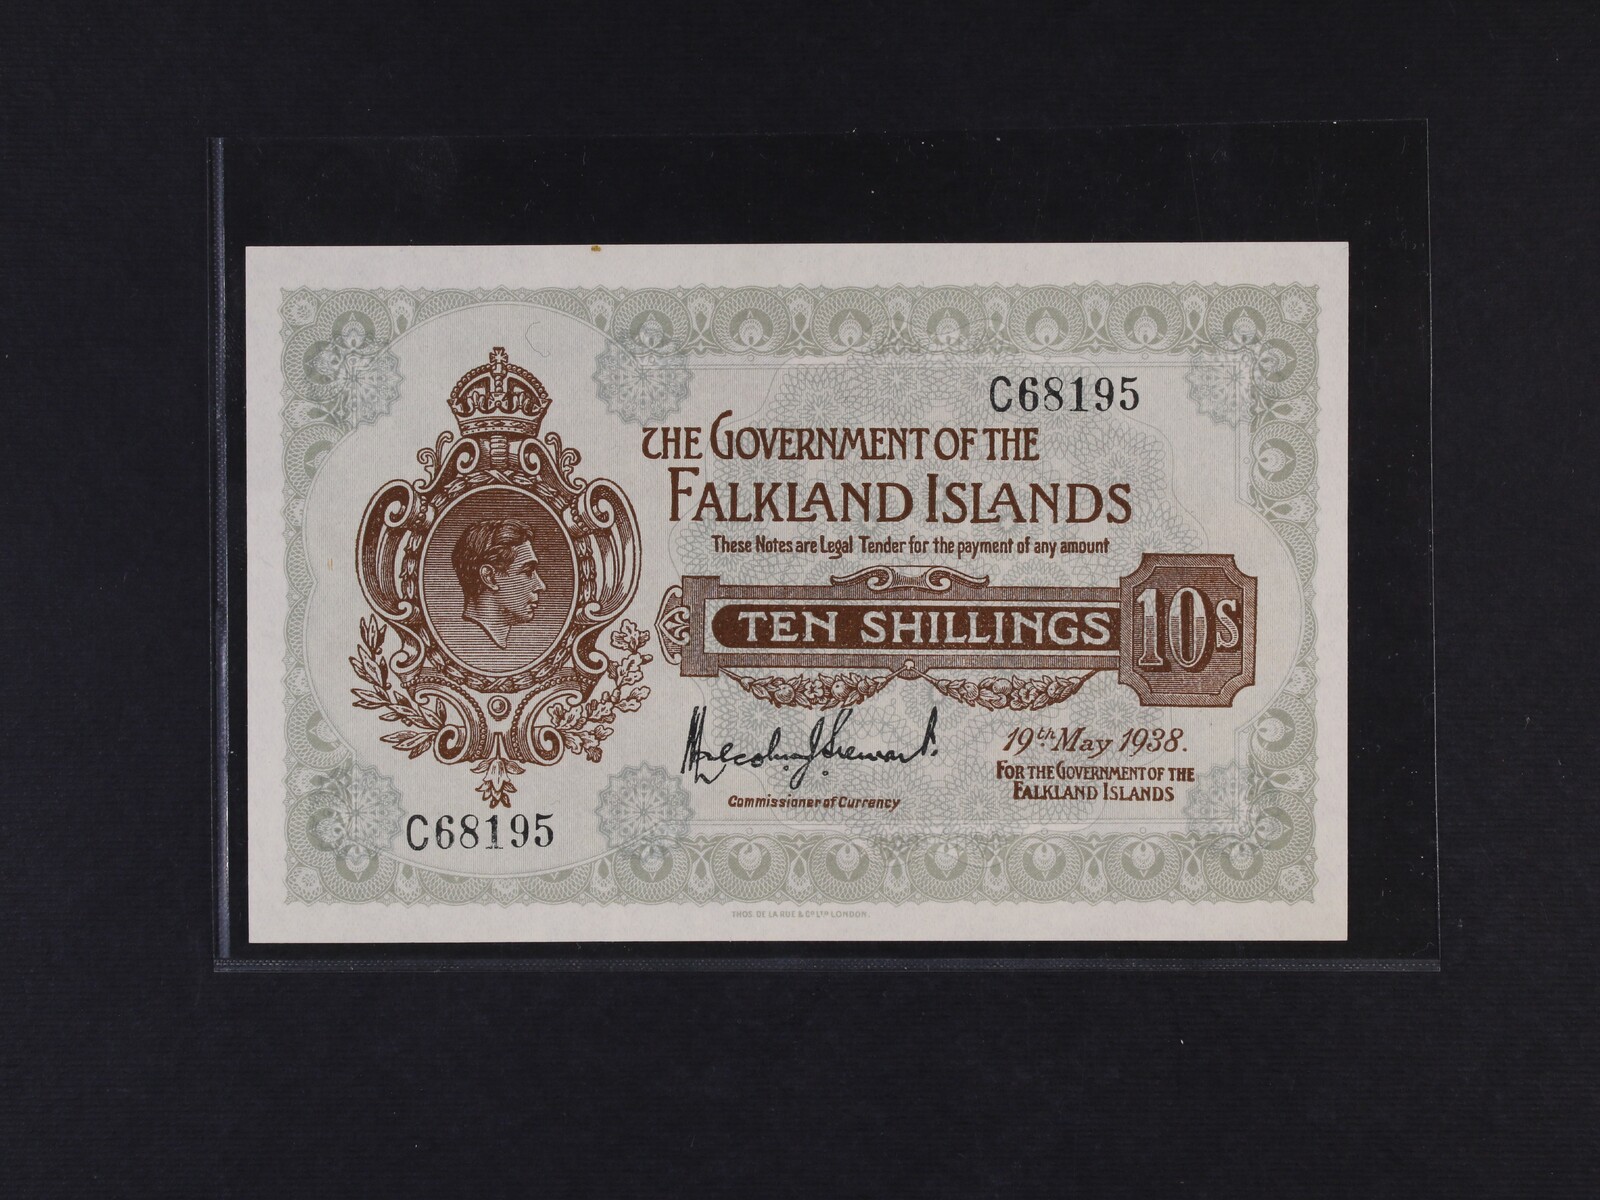 C68195
THE GOVERNMENT OF THE
FALKLAND ISLANDS
These Notes are Legal Tender for the payment of any amount
TEN SHILLINGS
10s
19th May 1938.
FOR THE GOVERNMENT OF THE
FALKLAND ISLANDS
Commissioner of Currency
C68195
THOS. DE LA RUE & Co LTD LONDON.